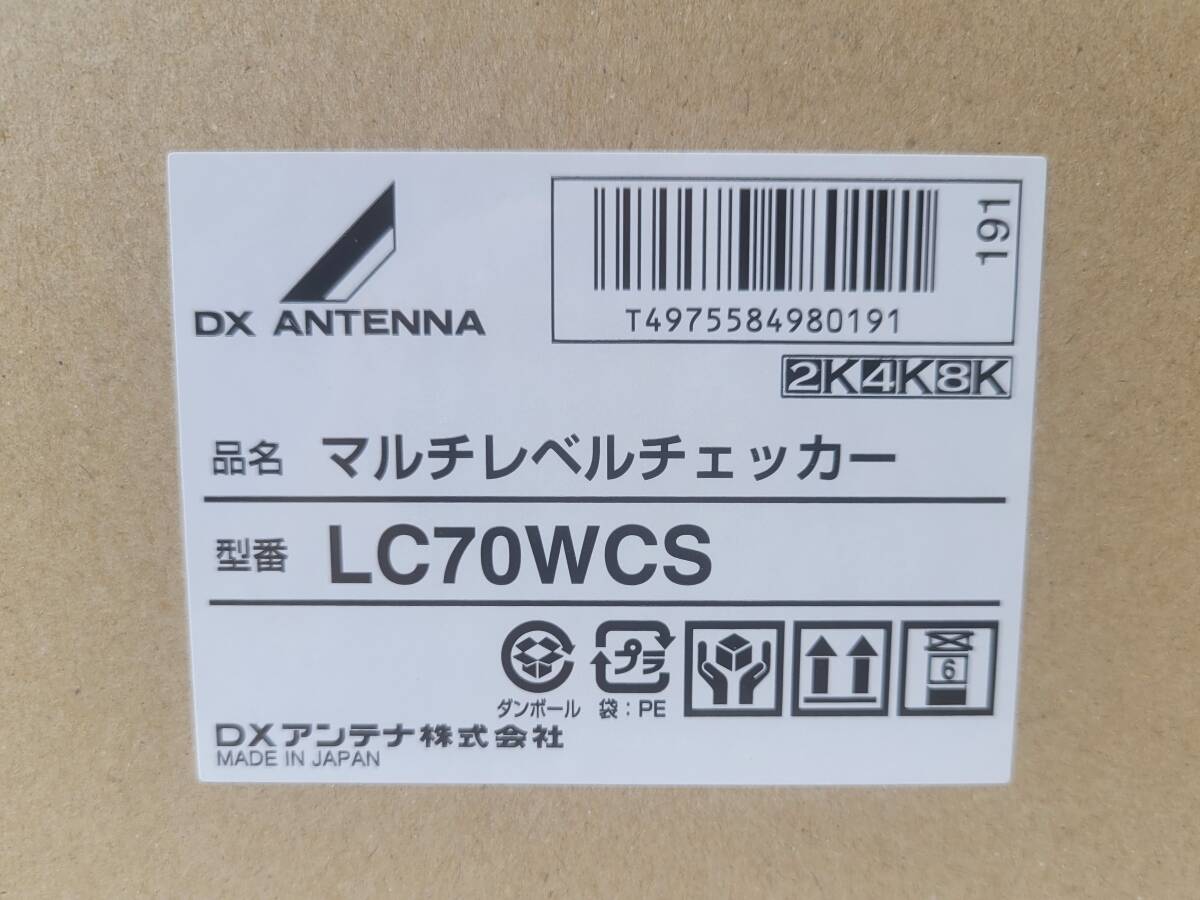 DX ANTENNA
T4975584980191
191
2K4K8K
品名 マルチレベルチェッカー
型番 LC70WCS
プラ
6
ダンボール 袋:PE
DXアンテナ株式会社
MADE IN JAPAN